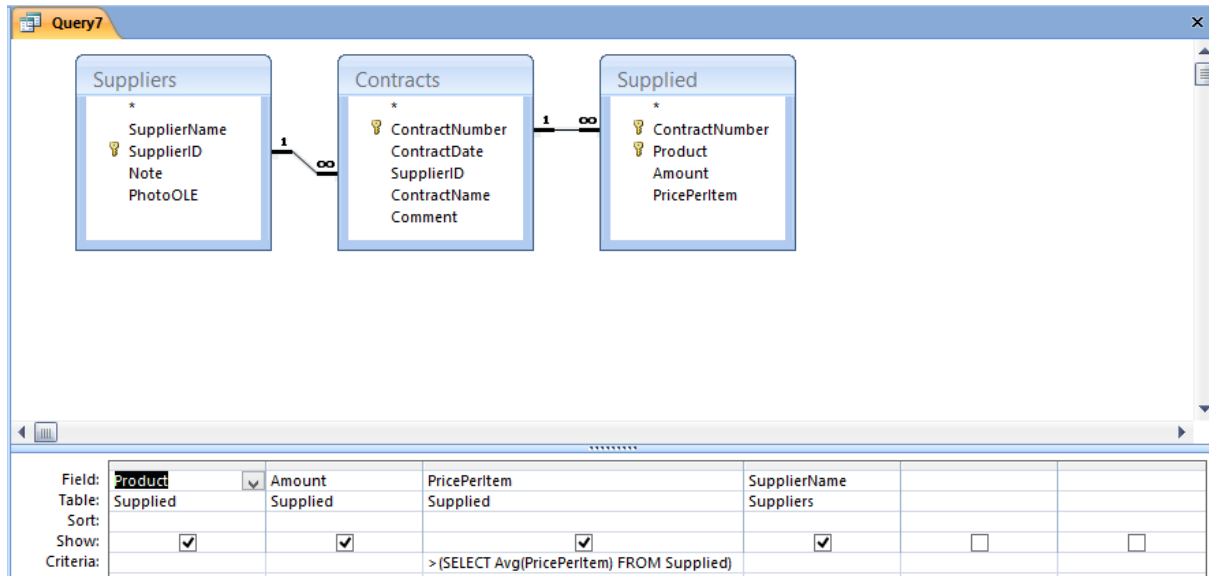 Query7
Suppliers
*
SupplierName
SupplierID
Note
PhotoOLE
1
∞
Contracts
*
ContractNumber
ContractDate
SupplierID
ContractName
Comment
1
∞
Supplied
*
ContractNumber
Product
Amount
PricePerItem
Field: Product Amount PricePerItem SupplierName
Table: Supplied Supplied Supplied Suppliers
Sort:
Show:
Criteria: >(SELECT Avg(PricePerItem) FROM Supplied)